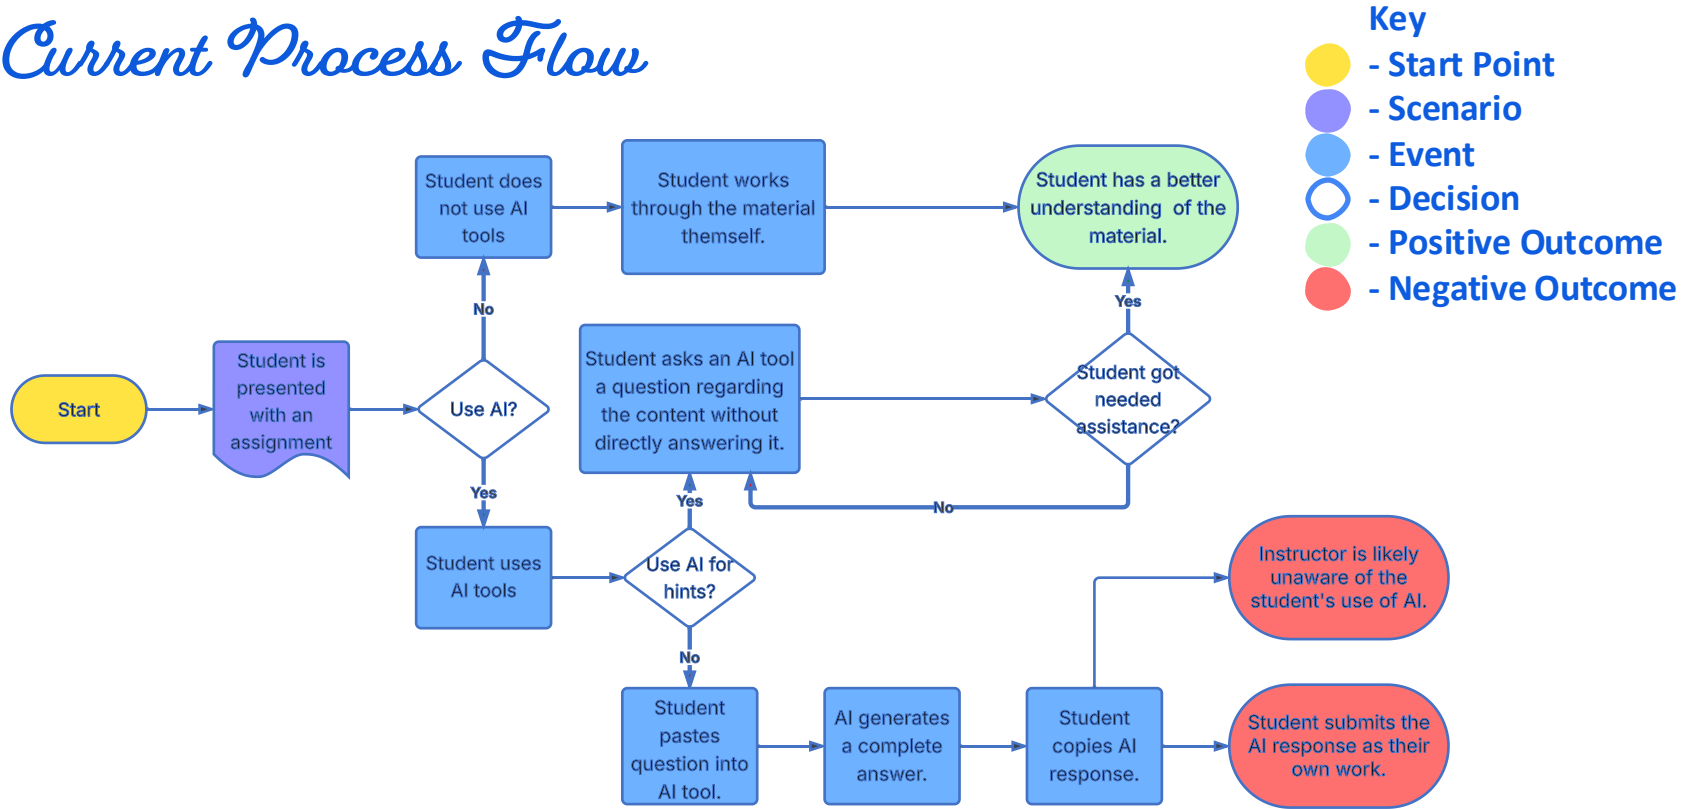 Current Process Flow
Key
- Start Point
- Scenario
- Event
- Decision
- Positive Outcome
- Negative Outcome
Student does
not use AI
tools
Student works
through the material
themself.
Student has a better
understanding of the
material.
No
Yes
Start
Student is
presented
with an
assignment
Use AI?
Student asks an AI tool
a question regarding
the content without
directly answering it.
Student got
needed
assistance?
Yes
Yes
No
Student uses
AI tools
Use AI for
hints?
Instructor is likely
unaware of the
student's use of AI.
No
Student
pastes
question into
AI tool.
AI generates
a complete
answer.
Student
copies AI
response.
Student submits the
AI response as their
own work.